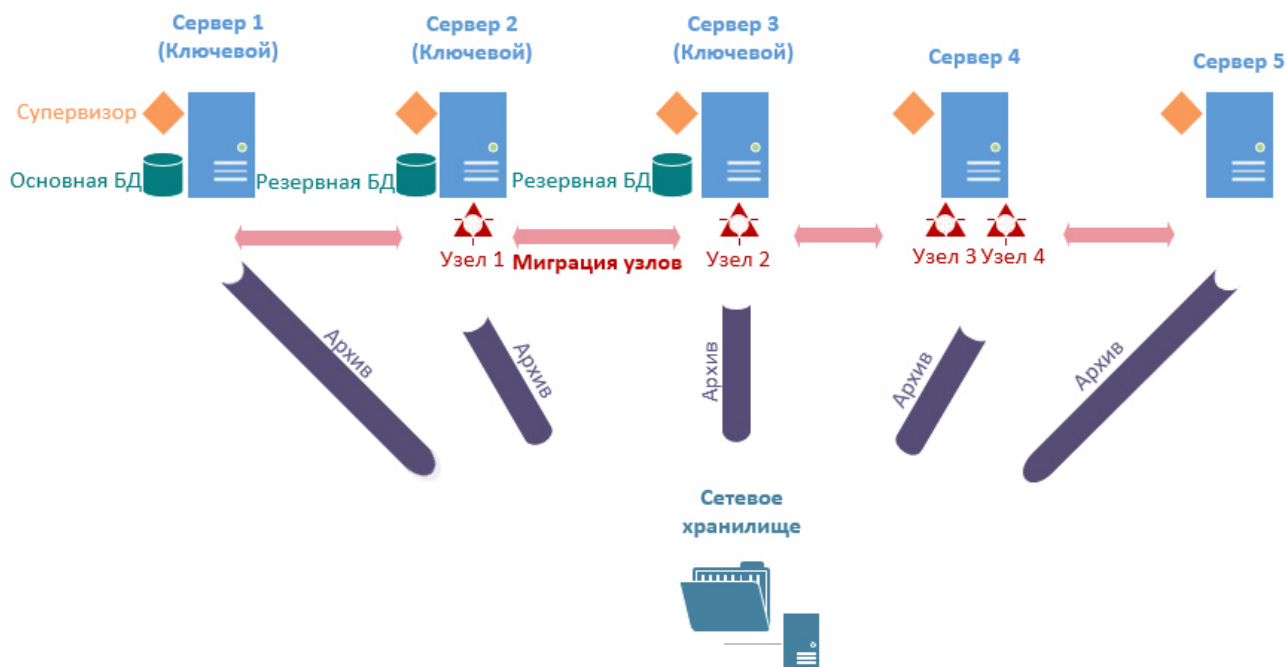 Сервер 1
(Ключевой)
Сервер 2
(Ключевой)
Сервер 3
(Ключевой)
Сервер 4
Сервер 5
Супервизор
Основная БД
Резервная БД
Резервная БД
Узел 1
Миграция узлов
Узел 2
Узел 3
Узел 4
Архив
Архив
Архив
Архив
Архив
Сетевое
хранилище